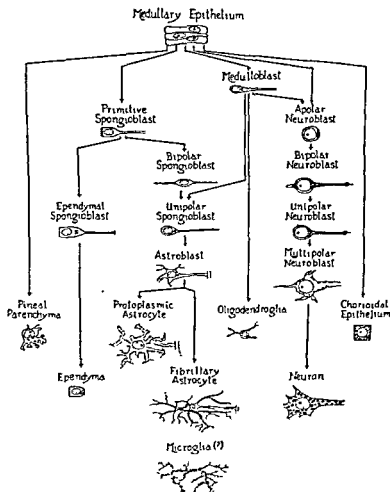 Medullary Epithelium
Medulloblast
Primitive
Spongioblast
Apolar
Neuroblast
Bipolar
Spongioblast
Bipolar
Neuroblast
Ependymal
Spongioblast
Unipolar
Spongioblast
Unipolar
Neuroblast
Astroblast
Multipolar
Neuroblast
Pineal
Parenchyma
Protoplasmic
Astrocyte
Oligodendroglia
Choroidal
Epithelium
Ependyma
Fibrillary
Astrocyte
Neuron
Microglia (?)